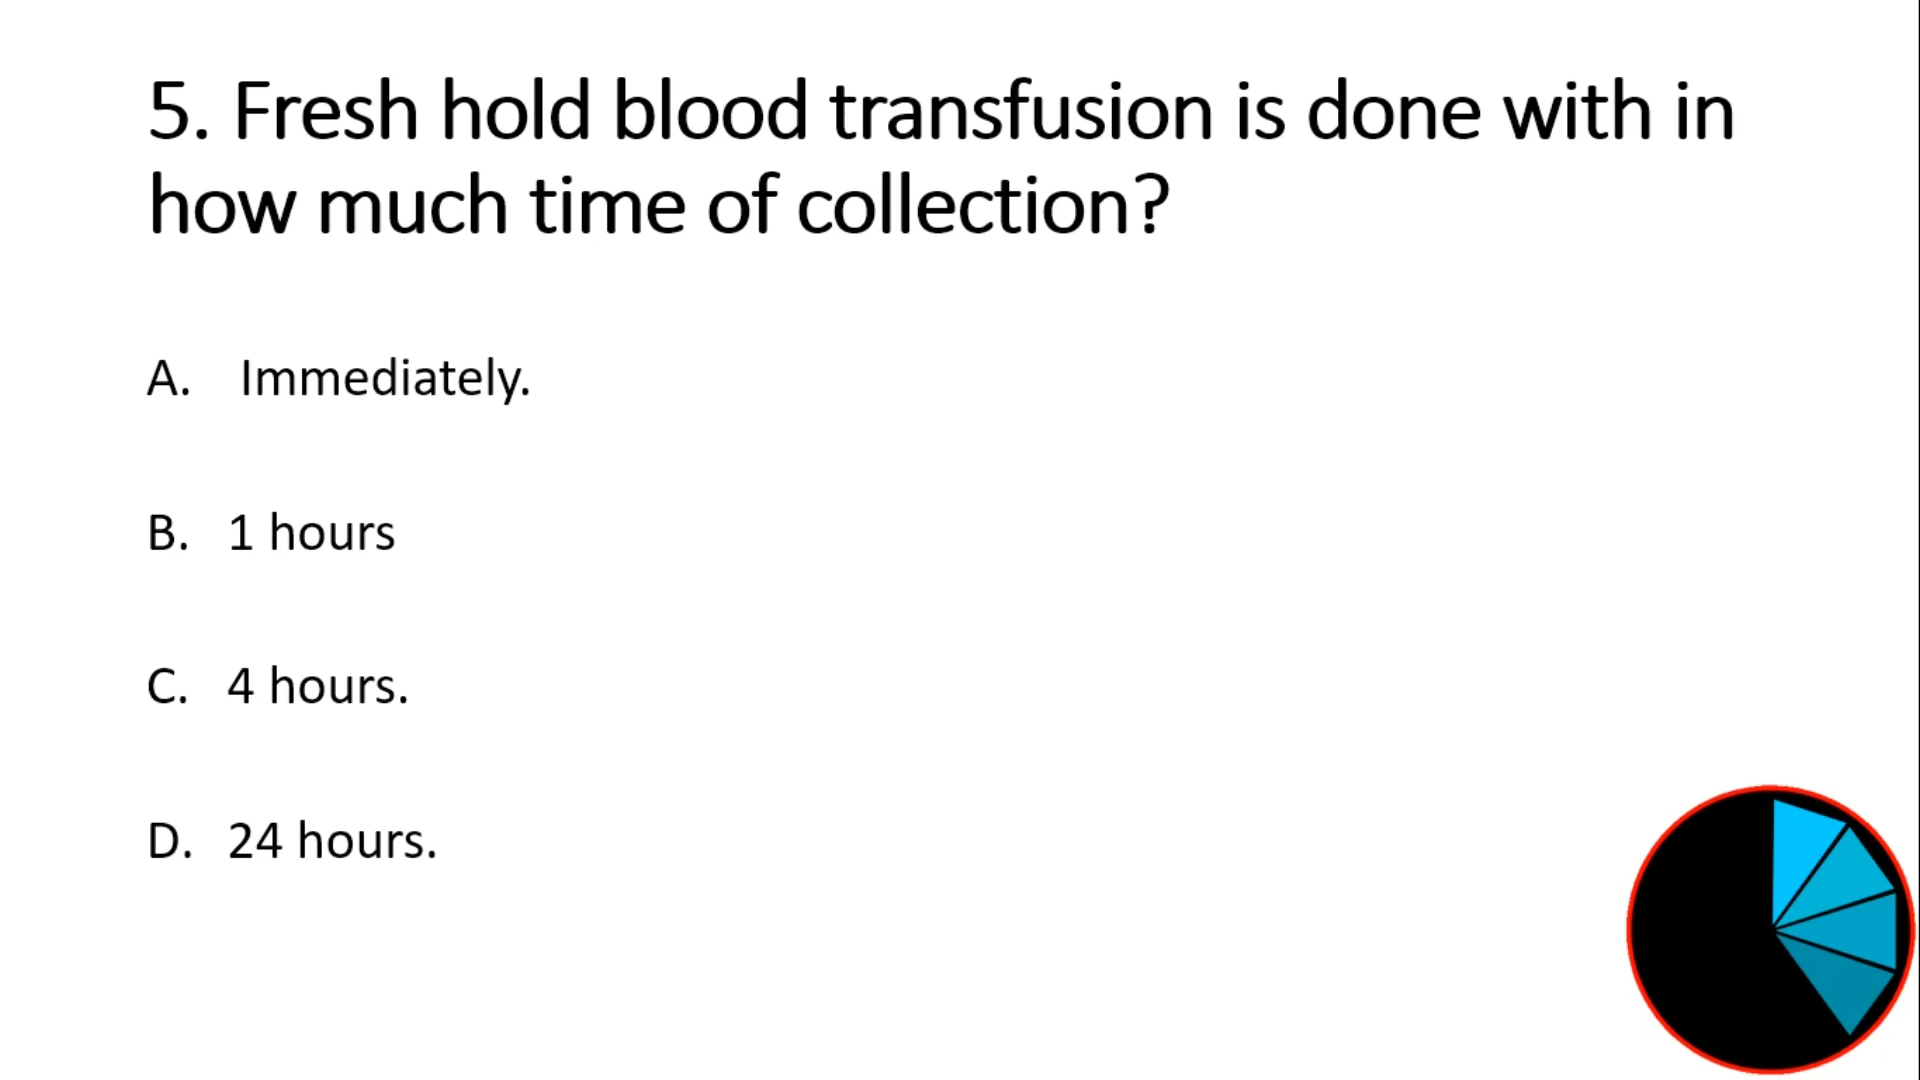 5. Fresh hold blood transfusion is done with in
how much time of collection?
A. Immediately.
B. 1 hours
C. 4 hours.
D. 24 hours.